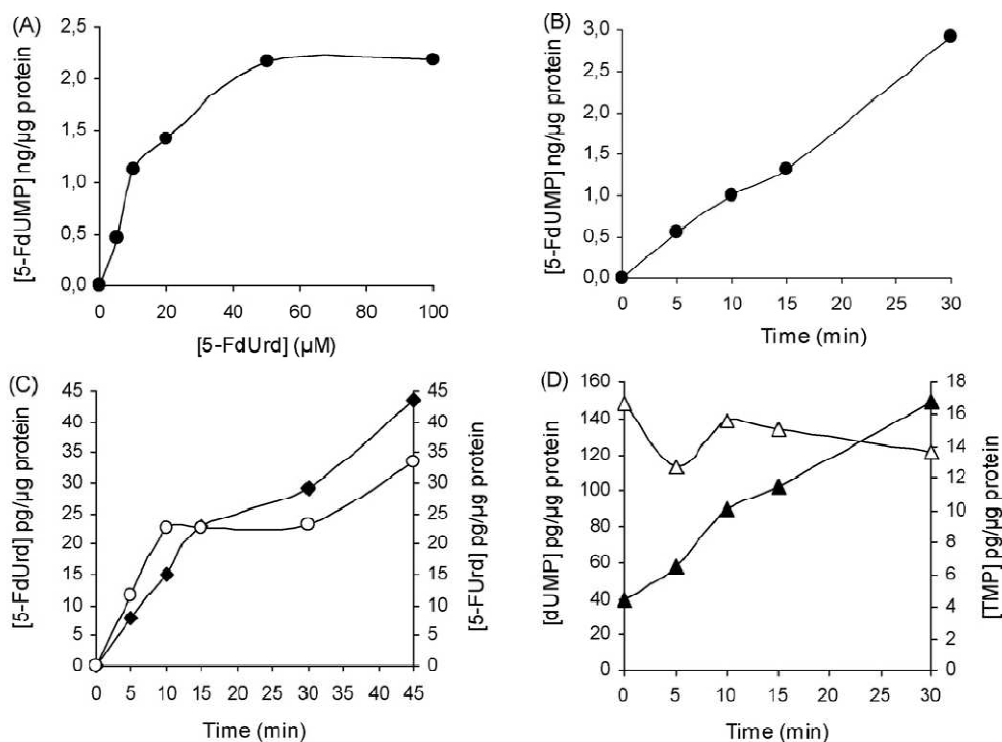 (A)
[5-FdUMP] ng/µg protein
2,5
2,0
1,5
1,0
0,5
0,0
0 20 40 60 80 100
[5-FdUrd] (µM)
(B)
[5-FdUMP] ng/µg protein
3,0
2,5
2,0
1,5
1,0
0,5
0,0
0 5 10 15 20 25 30
Time (min)
(C)
[5-FdUrd] pg/µg protein
45
40
35
30
25
20
15
10
5
0
0 5 10 15 20 25 30 35 40 45
Time (min)
45
40
35
30
25
20
15
10
5
0
[5-FUrd] pg/µg protein
(D)
[dUMP] pg/µg protein
160
140
120
100
80
60
40
20
0
0 5 10 15 20 25 30
Time (min)
18
16
14
12
10
8
6
4
2
0
[TMP] pg/µg protein